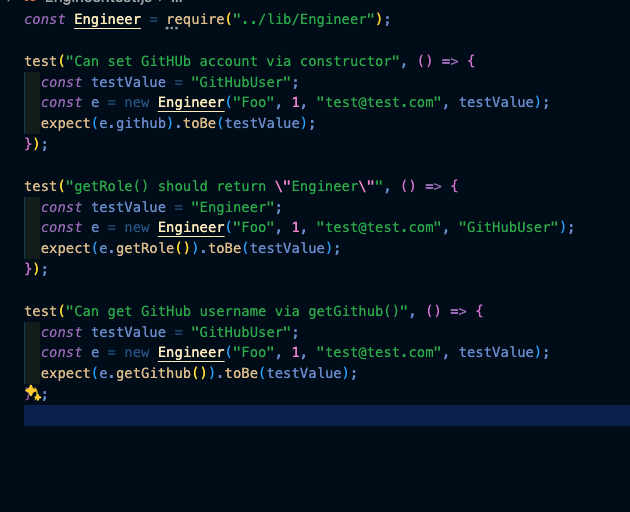 const Engineer = require("../lib/Engineer");
test("Can set GitHUb account via constructor", () => {
const testValue = "GitHubUser";
const e = new Engineer("Foo", 1, "test@test.com", testValue);
expect(e.github).toBe(testValue);
});
test("getRole() should return \"Engineer\"", () => {
const testValue = "Engineer";
const e = new Engineer("Foo", 1, "test@test.com", "GitHubUser");
expect(e.getRole()).toBe(testValue);
});
test("Can get GitHub username via getGithub()", () => {
const testValue = "GitHubUser";
const e = new Engineer("Foo", 1, "test@test.com", testValue);
expect(e.getGithub()).toBe(testValue);
;